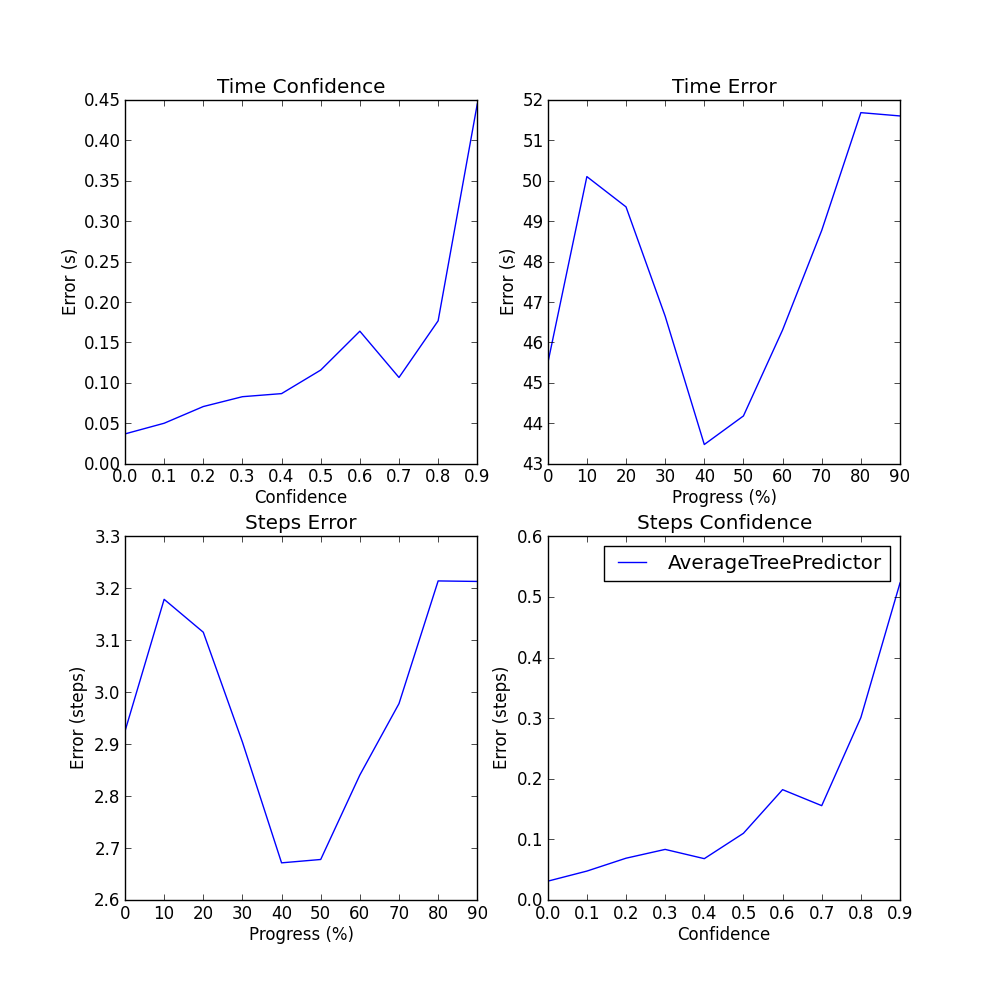 Time Confidence
0.45
0.40
0.35
0.30
0.25
0.20
0.15
0.10
0.05
0.00
Error (s)
0.0 0.1 0.2 0.3 0.4 0.5 0.6 0.7 0.8 0.9
Confidence
Time Error
52
51
50
49
48
47
46
45
44
43
Error (s)
0 10 20 30 40 50 60 70 80 90
Progress (%)
Steps Error
3.3
3.2
3.1
3.0
2.9
2.8
2.7
2.6
Error (steps)
0 10 20 30 40 50 60 70 80 90
Progress (%)
Steps Confidence
AverageTreePredictor
0.6
0.5
0.4
0.3
0.2
0.1
0.0
Error (steps)
0.0 0.1 0.2 0.3 0.4 0.5 0.6 0.7 0.8 0.9
Confidence